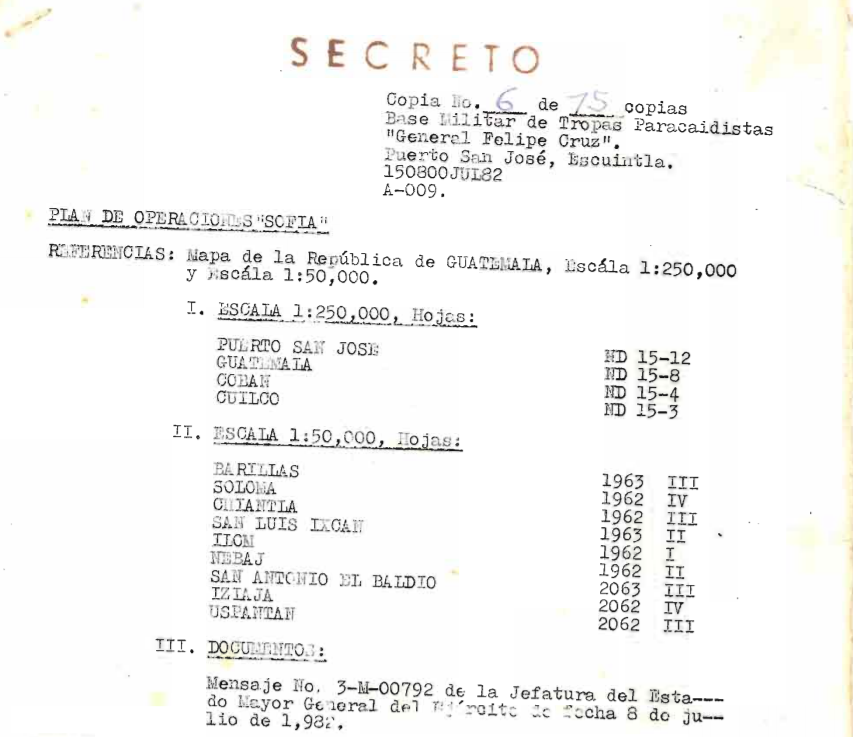 SECRETO
Copia No. 6 de 15 copias
Base Militar de Tropas Paracaidistas
"General Felipe Cruz".
Puerto San José, Escuintla.
150800JUL82
A-009.
PLAN DE OPERACIONES "SOFIA"
REFERENCIAS: Mapa de la República de GUATEMALA, Escála 1:250,000
y Escála 1:50,000.
I. ESCALA 1:250,000, Hojas:
PUERTO SAN JOSE ND 15-12
GUATEMALA ND 15-8
COBAN ND 15-4
CUILCO ND 15-3
II. ESCALA 1:50,000, Hojas:
BARILLAS 1963 III
SOLOMA 1962 IV
CHIANTLA 1962 III
SAN LUIS IXCAN 1963 II
ILOM 1962 I
NEBAJ 1962 II
SAN ANTONIO EL BALDIO 2063 III
IZIAJA 2062 IV
USPANTAN 2062 III
III. DOCUMENTOS:
Mensaje No. 3-M-00792 de la Jefatura del Esta---
do Mayor General del Ejército de fecha 8 de ju--
lio de 1,982.